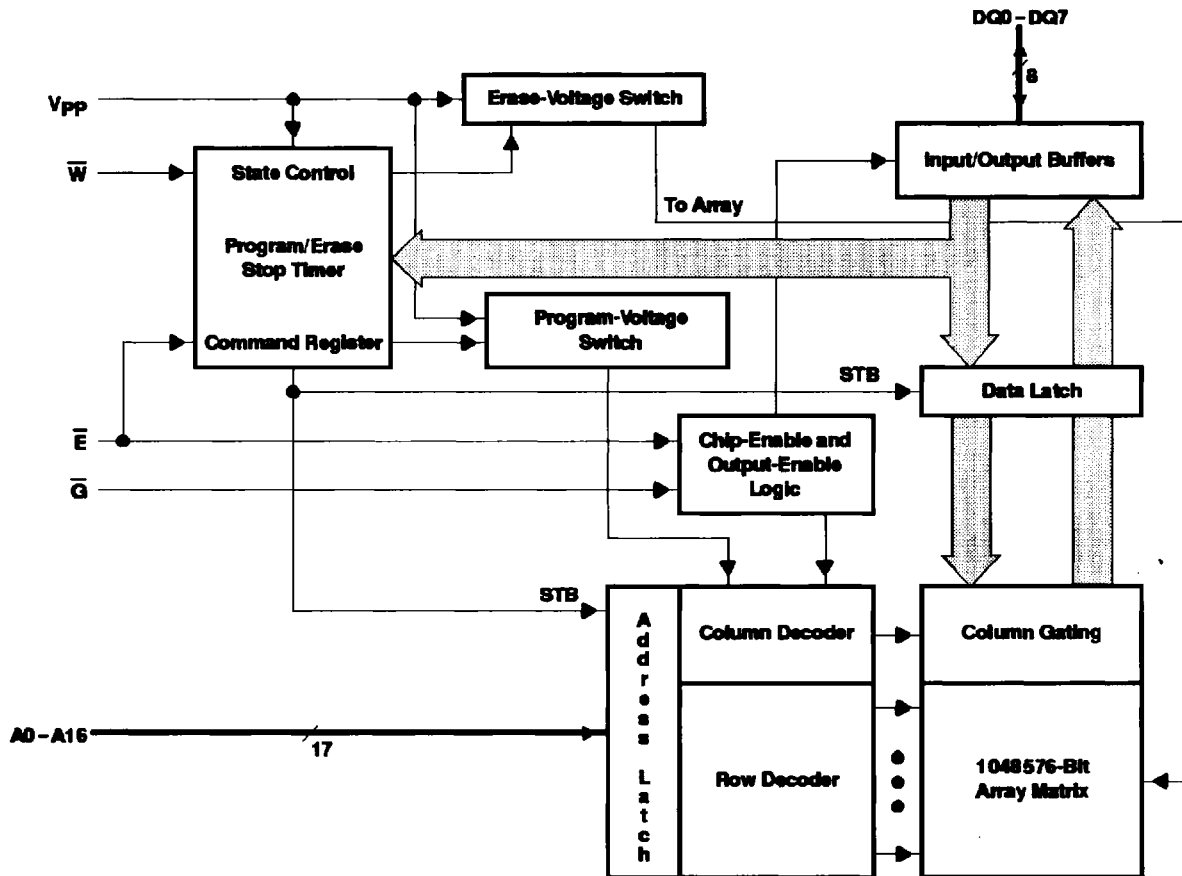 DQ0–DQ7
8
VPP
Erase-Voltage Switch
W̅
State Control
Input/Output Buffers
To Array
Program/Erase
Stop Timer
Program-Voltage
Switch
Command Register
STB
Data Latch
E̅
Chip-Enable and
Output-Enable
Logic
G̅
STB
Address Latch
Column Decoder
Column Gating
A0–A16
17
Row Decoder
1048576-Bit
Array Matrix